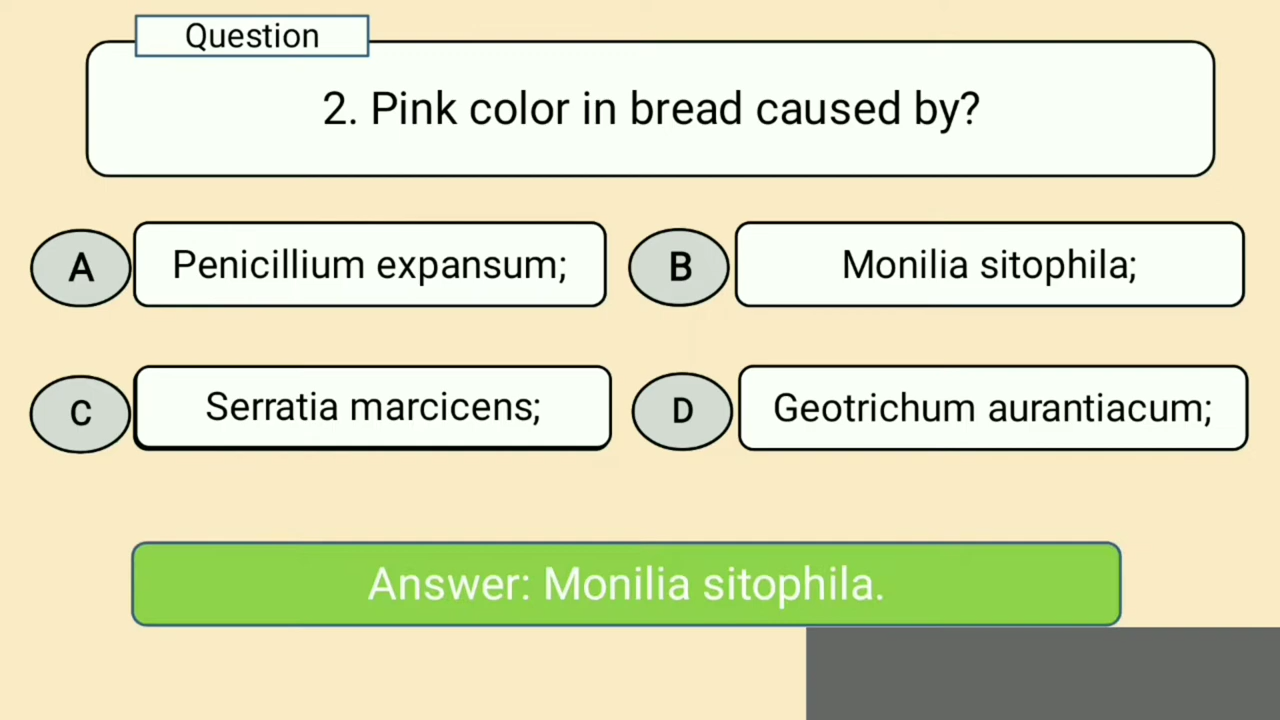 Question
2. Pink color in bread caused by?
A
Penicillium expansum;
B
Monilia sitophila;
C
Serratia marcicens;
D
Geotrichum aurantiacum;
Answer: Monilia sitophila.